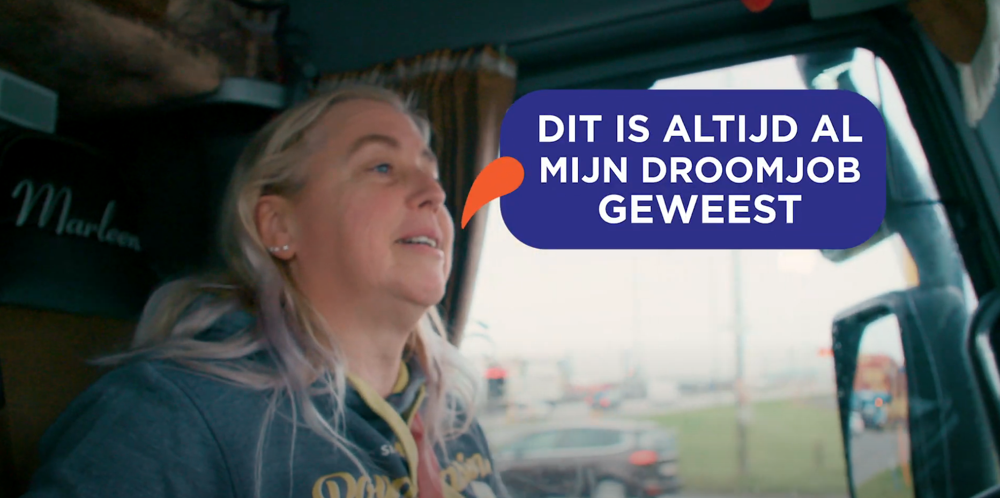 DIT IS ALTIJD AL
MIJN DROOMJOB
GEWEEST
Marleen